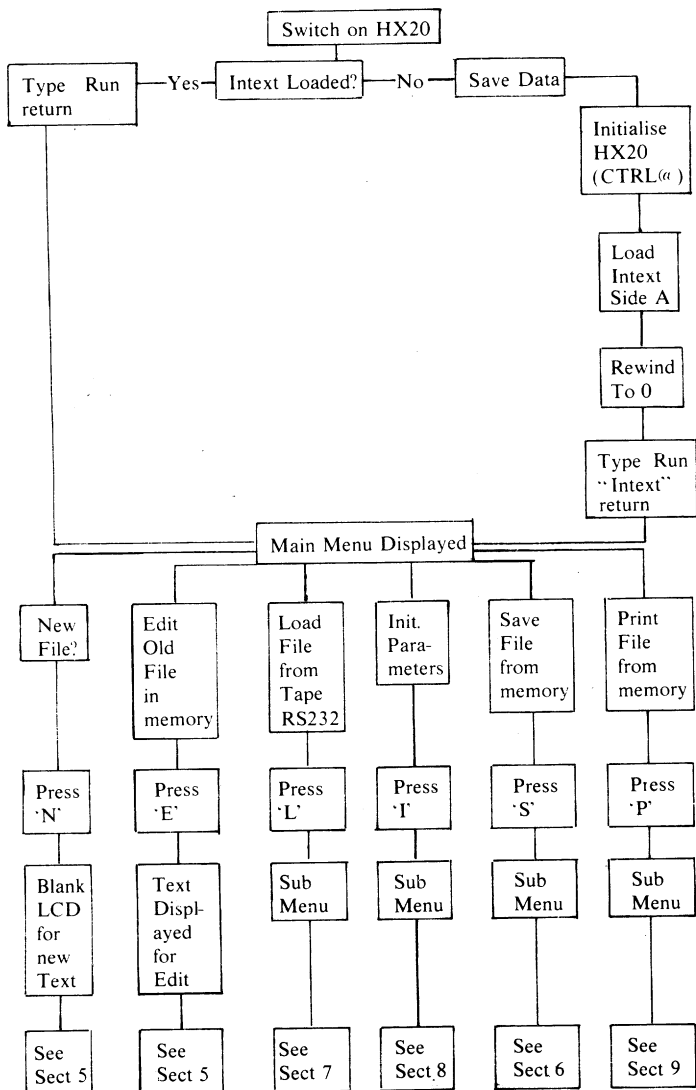 Switch on HX20
Type Run
return
Yes
Intext Loaded?
No
Save Data
Initialise
HX20
(CTRL@)
Load
Intext
Side A
Rewind
To 0
Type Run
"Intext"
return
Main Menu Displayed
New
File?
Edit
Old
File
in
memory
Load
File
from
Tape
RS232
Init.
Para-
meters
Save
File
from
memory
Print
File
from
memory
Press
'N'
Press
'E'
Press
'L'
Press
'I'
Press
'S'
Press
'P'
Blank
LCD
for
new
Text
Text
Displ-
ayed
for
Edit
Sub
Menu
Sub
Menu
Sub
Menu
Sub
Menu
See
Sect 5
See
Sect 5
See
Sect 7
See
Sect 8
See
Sect 6
See
Sect 9